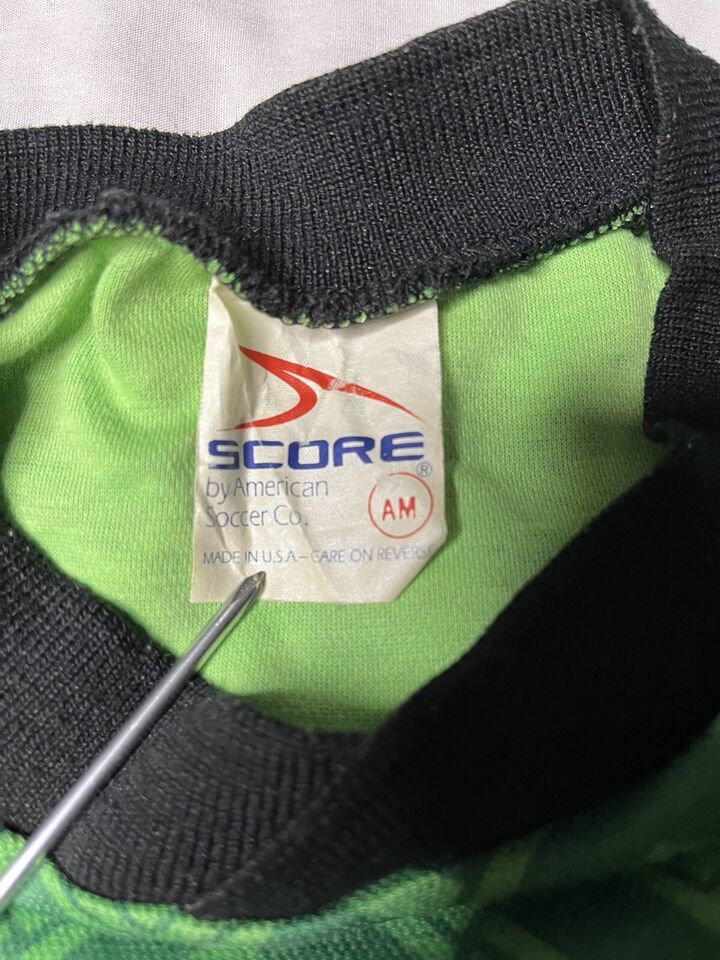 SCORE®
by American
Soccer Co.
AM
MADE IN U.S.A – CARE ON REVERSE